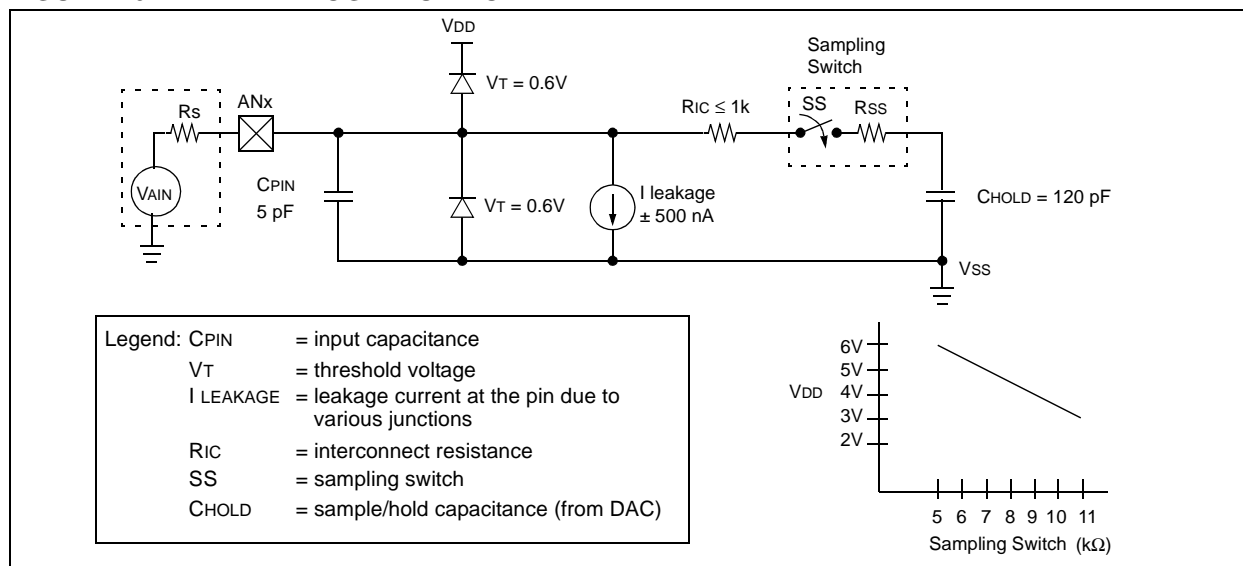 VDD
Sampling
Switch
VT = 0.6V
ANx
Rs
RIC ≤ 1k
SS
RSS
VAIN
CPIN
5 pF
VT = 0.6V
I leakage
± 500 nA
CHOLD = 120 pF
VSS
Legend: CPIN = input capacitance
VT = threshold voltage
I LEAKAGE = leakage current at the pin due to
various junctions
RIC = interconnect resistance
SS = sampling switch
CHOLD = sample/hold capacitance (from DAC)
6V
5V
VDD 4V
3V
2V
5 6 7 8 9 10 11
Sampling Switch (kΩ)